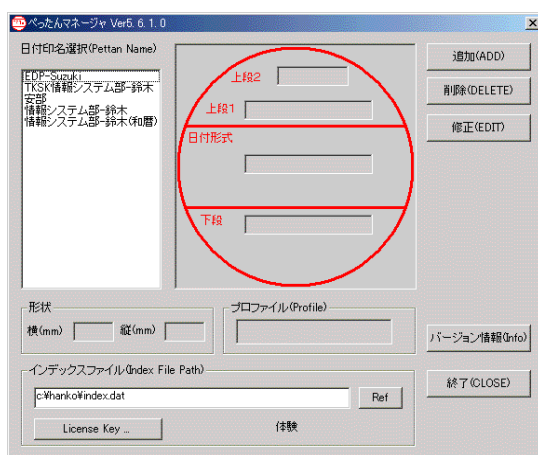 ぺったんマネージャ Ver5. 6. 1. 0
日付印名選択(Pettan Name)
EDP-Suzuki
TKSK情報システム部-鈴木
安部
情報システム部-鈴木
情報システム部-鈴木(和暦)
上段2
上段1
日付形式
下段
追加(ADD)
削除(DELETE)
修正(EDIT)
形状
横(mm)
縦(mm)
プロファイル(Profile)
バージョン情報(Info)
インデックスファイル(Index File Path)
c:¥hanko¥index.dat
Ref
終了(CLOSE)
License Key ...
体験